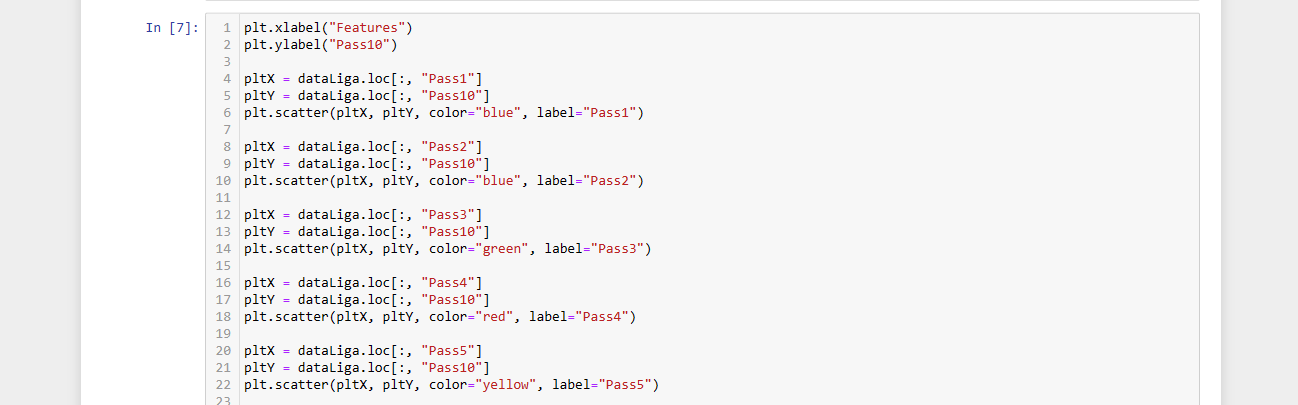 In [7]:
1 plt.xlabel("Features")
2 plt.ylabel("Pass10")
3
4 pltX = dataLiga.loc[:, "Pass1"]
5 pltY = dataLiga.loc[:, "Pass10"]
6 plt.scatter(pltX, pltY, color="blue", label="Pass1")
7
8 pltX = dataLiga.loc[:, "Pass2"]
9 pltY = dataLiga.loc[:, "Pass10"]
10 plt.scatter(pltX, pltY, color="blue", label="Pass2")
11
12 pltX = dataLiga.loc[:, "Pass3"]
13 pltY = dataLiga.loc[:, "Pass10"]
14 plt.scatter(pltX, pltY, color="green", label="Pass3")
15
16 pltX = dataLiga.loc[:, "Pass4"]
17 pltY = dataLiga.loc[:, "Pass10"]
18 plt.scatter(pltX, pltY, color="red", label="Pass4")
19
20 pltX = dataLiga.loc[:, "Pass5"]
21 pltY = dataLiga.loc[:, "Pass10"]
22 plt.scatter(pltX, pltY, color="yellow", label="Pass5")
23